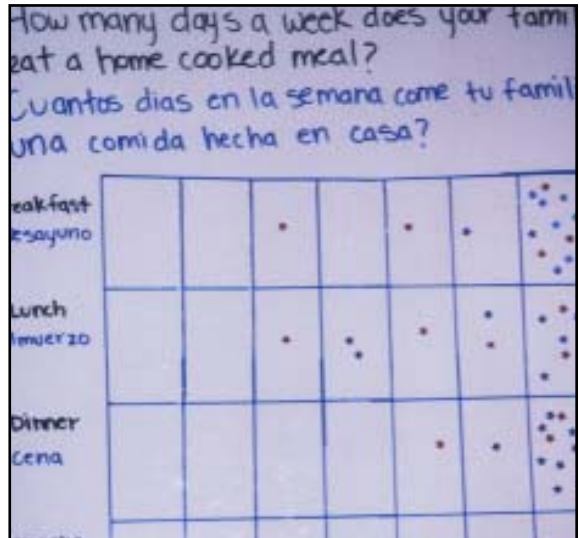 How many days a week does your fami
eat a home cooked meal?
Cuantos dias en la semana come tu famil
una comida hecha en casa?
eakfast
esayuno
Lunch
lmuerzo
Dinner
cena